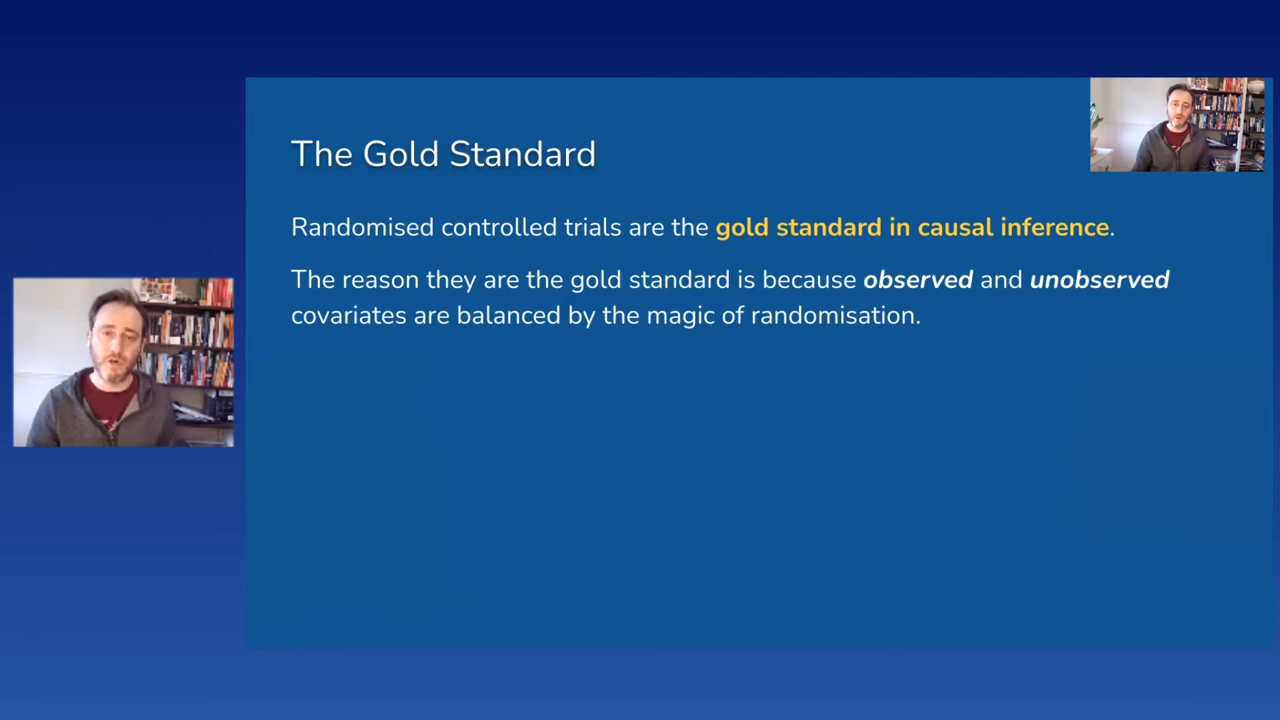 The Gold Standard
Randomised controlled trials are the gold standard in causal inference.
The reason they are the gold standard is because observed and unobserved
covariates are balanced by the magic of randomisation.